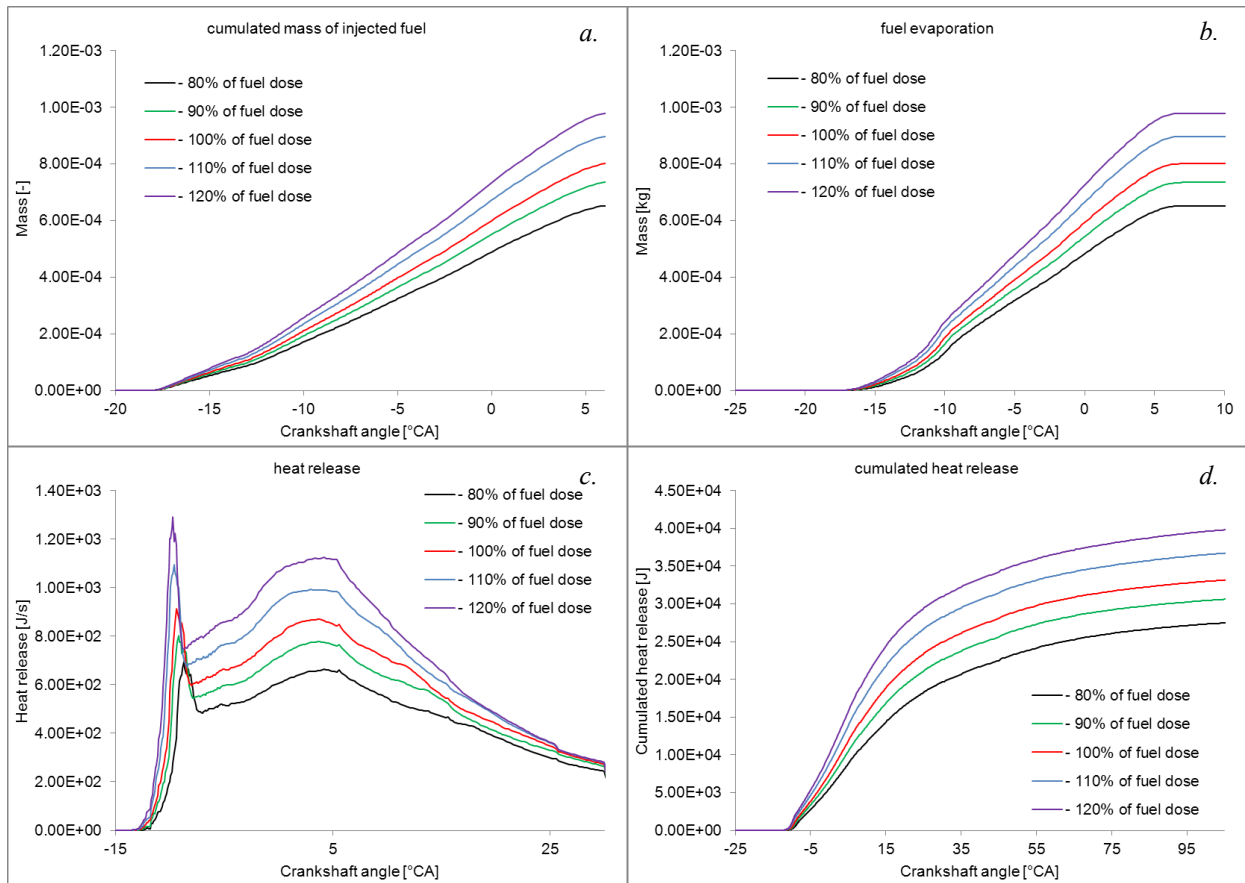 cumulated mass of injected fuel
a.
1.20E-03
1.00E-03
8.00E-04
6.00E-04
4.00E-04
2.00E-04
0.00E+00
Mass [-]
- 80% of fuel dose
- 90% of fuel dose
- 100% of fuel dose
- 110% of fuel dose
- 120% of fuel dose
-20 -15 -10 -5 0 5
Crankshaft angle [°CA]
fuel evaporation
b.
1.20E-03
1.00E-03
8.00E-04
6.00E-04
4.00E-04
2.00E-04
0.00E+00
Mass [kg]
- 80% of fuel dose
- 90% of fuel dose
- 100% of fuel dose
- 110% of fuel dose
- 120% of fuel dose
-25 -20 -15 -10 -5 0 5 10
Crankshaft angle [°CA]
heat release
c.
1.40E+03
1.20E+03
1.00E+03
8.00E+02
6.00E+02
4.00E+02
2.00E+02
0.00E+00
Heat release [J/s]
- 80% of fuel dose
- 90% of fuel dose
- 100% of fuel dose
- 110% of fuel dose
- 120% of fuel dose
-15 5 25
Crankshaft angle [°CA]
cumulated heat release
d.
4.50E+04
4.00E+04
3.50E+04
3.00E+04
2.50E+04
2.00E+04
1.50E+04
1.00E+04
5.00E+03
0.00E+00
Cumulated heat release [J]
- 80% of fuel dose
- 90% of fuel dose
- 100% of fuel dose
- 110% of fuel dose
- 120% of fuel dose
-25 -5 15 35 55 75 95
Crankshaft angle [°CA]